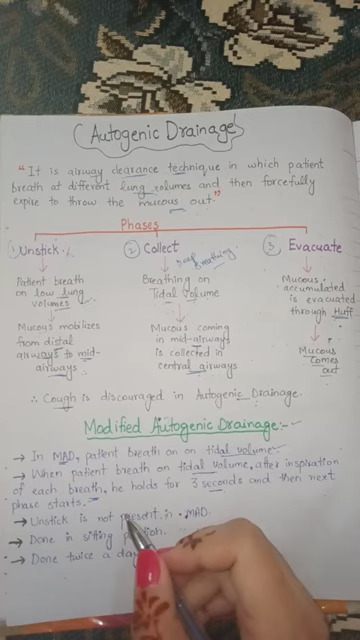 Autogenic Drainage
"It is airway clearance technique in which patient
breath at different lung volumes and then forcefully
expire to throw the mucous out"
Phases
① Unstick
Patient breath
on low lung
volumes.
Mucoys mobilizes
from distal
airways to mid-
airways
② Collect
Deep breathing
Breathing on
Tidal volume
Mucous coming
in mid-airways
is collected in
central airways
③ Evacuate
Mucous
accumulated
is evacuated
through Huff
Mucous
comes
out
∴ Cough is discouraged in Autogenic Drainage.
Modified Autogenic Drainage:-
→ In MAD, patient breath on on tidal volume
→ When patient breath on tidal volume, after inspiration
of each breath, he holds for 3 seconds and then next
phase starts.
→ Unstick is not present in MAD.
→ Done in sitting
→ Done twice a day